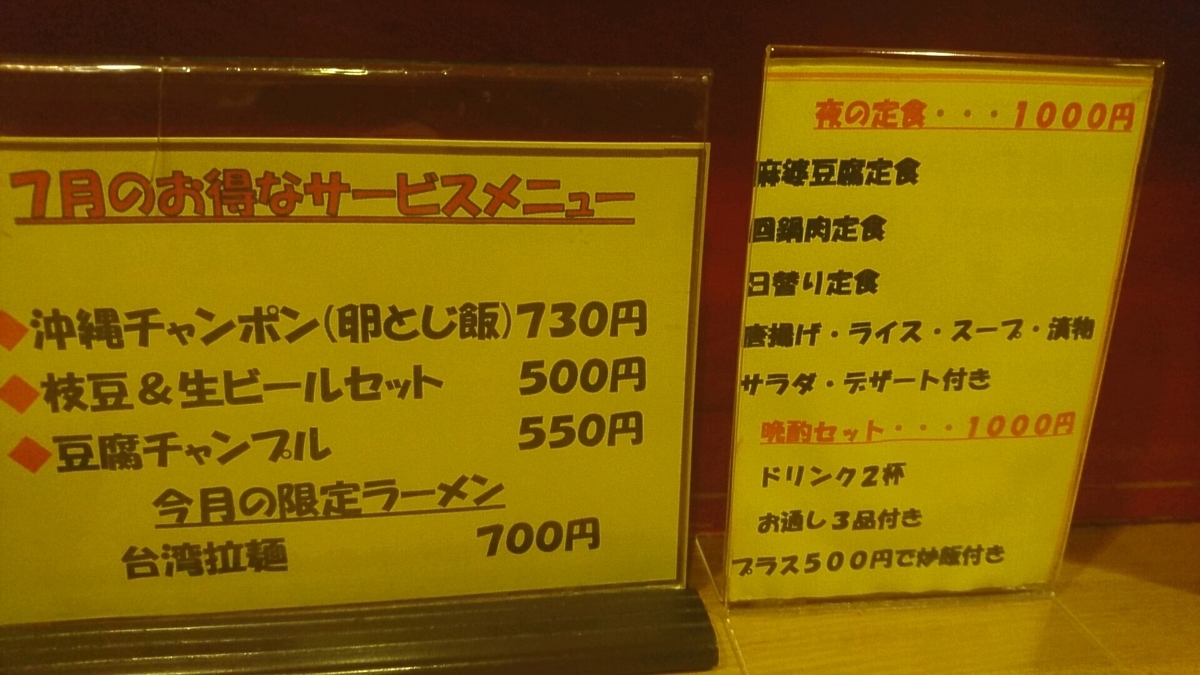 7月のお得なサービスメニュー
◆沖縄チャンポン(卵とじ飯)730円
◆枝豆&生ビールセット 500円
◆豆腐チャンプル 550円
今月の限定ラーメン
台湾拉麺 700円
夜の定食・・・1000円
麻婆豆腐定食
回鍋肉定食
日替り定食
唐揚げ・ライス・スープ・漬物
サラダ・デザート付き
晩酌セット・・・1000円
ドリンク2杯
お通し3品付き
プラス500円で炒飯付き